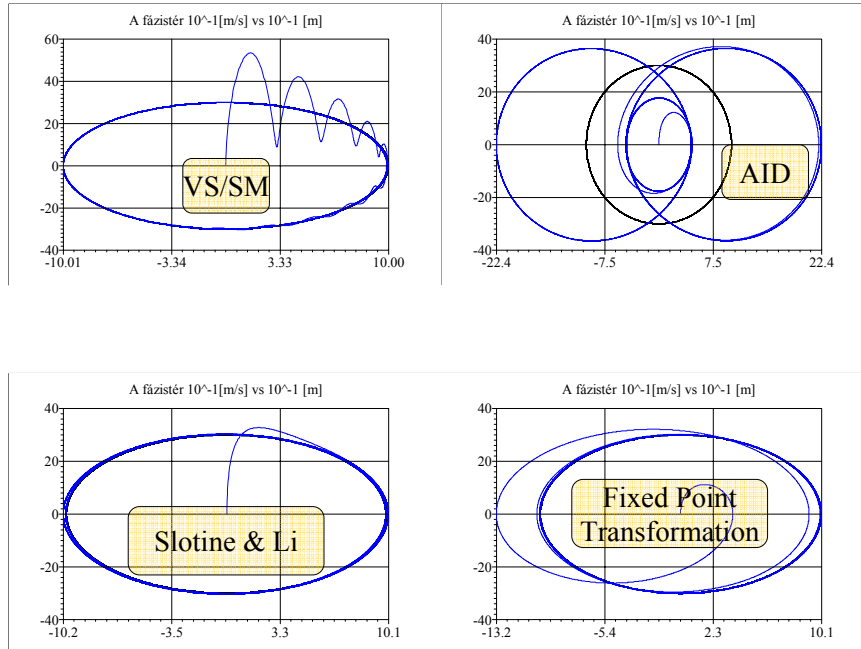 A fázistér 10^-1[m/s] vs 10^-1 [m]
60
40
20
0
-20
-40
-10.01 -3.34 3.33 10.00
VS/SM
A fázistér 10^-1[m/s] vs 10^-1 [m]
40
20
0
-20
-40
-22.4 -7.5 7.5 22.4
AID
A fázistér 10^-1[m/s] vs 10^-1 [m]
40
20
0
-20
-40
-10.2 -3.5 3.3 10.1
Slotine & Li
A fázistér 10^-1[m/s] vs 10^-1 [m]
40
20
0
-20
-40
-13.2 -5.4 2.3 10.1
Fixed Point
Transformation